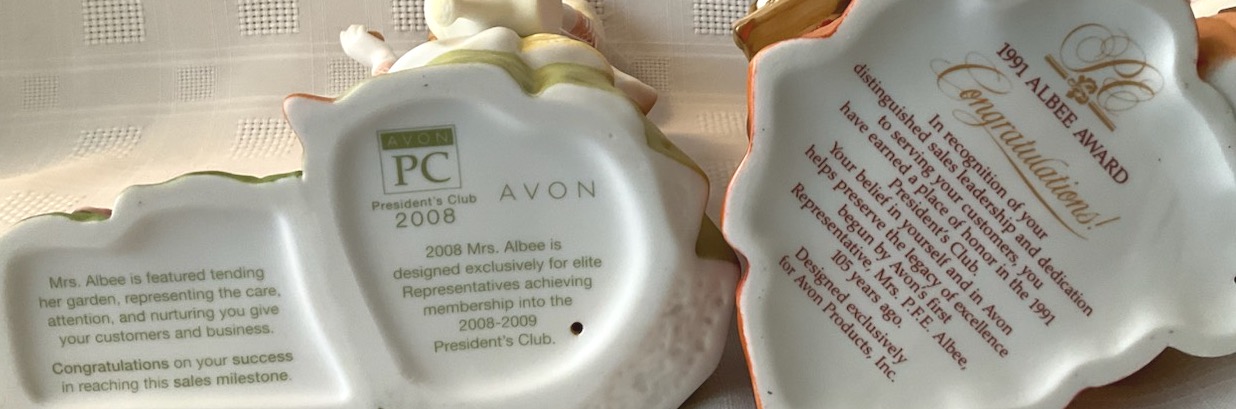 Mrs. Albee is featured tending
her garden, representing the care,
attention, and nurturing you give
your customers and business.
Congratulations on your success
in reaching this sales milestone.
AVON
PC
President's Club
2008
AVON
2008 Mrs. Albee is
designed exclusively for elite
Representatives achieving
membership into the
2008-2009
President's Club.
PC
1991 ALBEE AWARD
Congratulations!
In recognition of your
distinguished sales leadership and dedication
to serving your customers, you
have earned a place of honor in the 1991
President's Club.
Your belief in yourself and in Avon
helps preserve the legacy of excellence
begun by Avon's first
Representative, Mrs. P.F.E. Albee,
105 years ago.
Designed exclusively
for Avon Products, Inc.